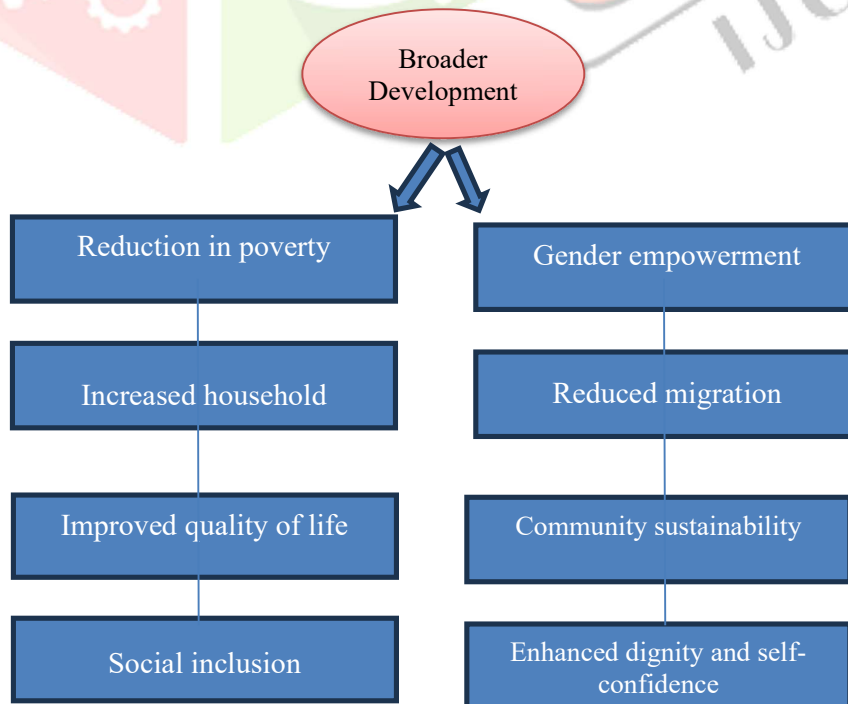 Broader
Development
Reduction in poverty
Increased household
Improved quality of life
Social inclusion
Gender empowerment
Reduced migration
Community sustainability
Enhanced dignity and self-
confidence